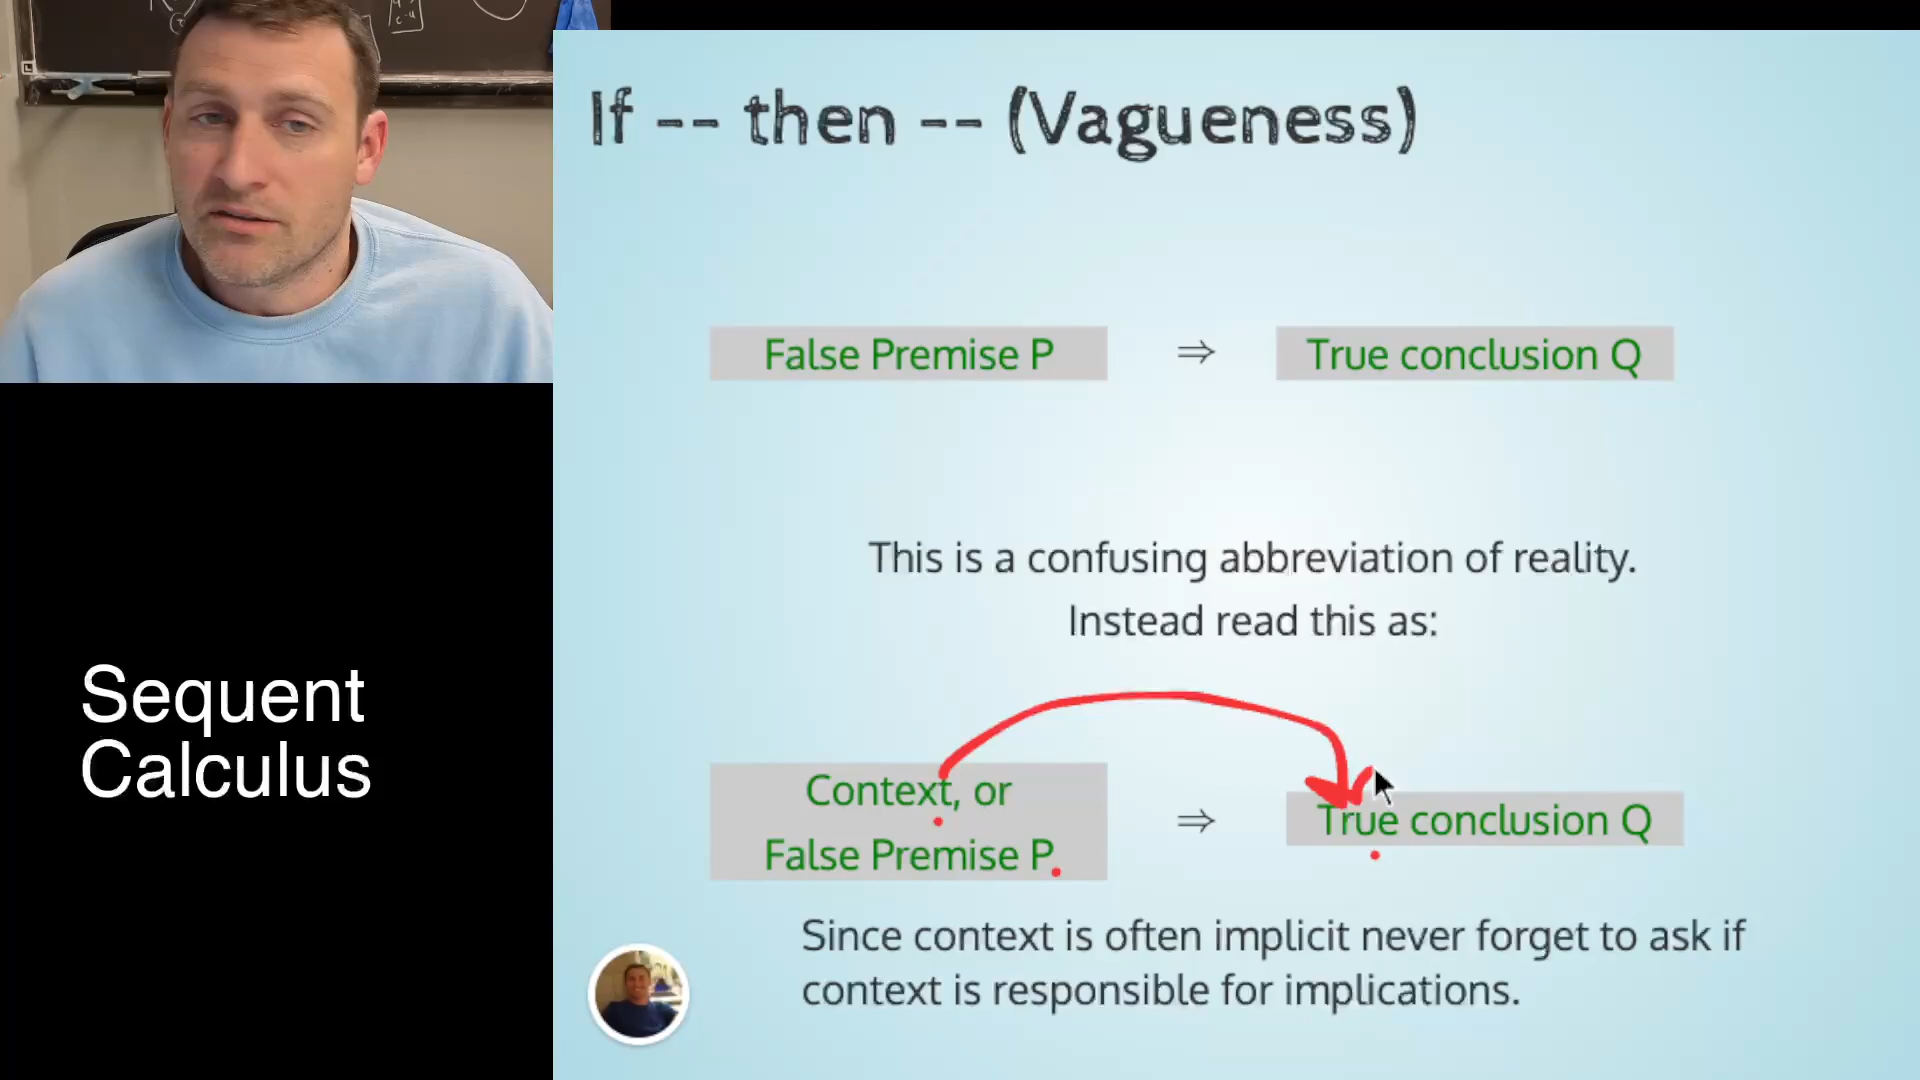 If -- then -- (Vagueness)
False Premise P ⇒ True conclusion Q
This is a confusing abbreviation of reality.
Instead read this as:
Context, or
False Premise P
⇒ True conclusion Q
Since context is often implicit never forget to ask if
context is responsible for implications.
Sequent
Calculus